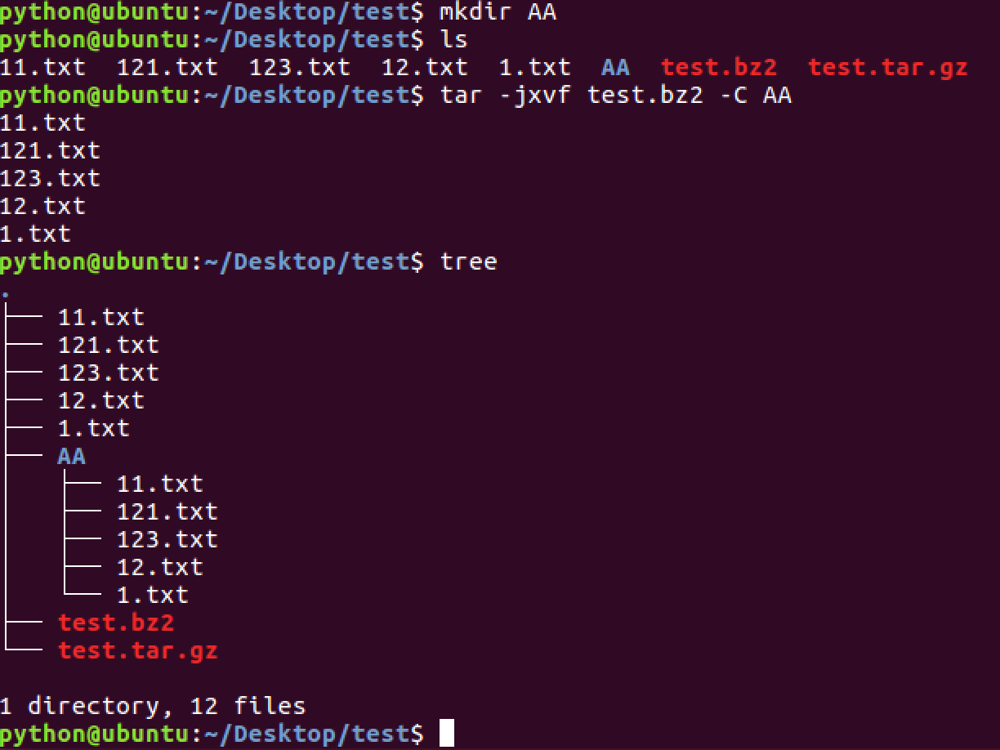 python@ubuntu:~/Desktop/test$ mkdir AA
python@ubuntu:~/Desktop/test$ ls
11.txt  121.txt  123.txt  12.txt  1.txt  AA  test.bz2  test.tar.gz
python@ubuntu:~/Desktop/test$ tar -jxvf test.bz2 -C AA
11.txt
121.txt
123.txt
12.txt
1.txt
python@ubuntu:~/Desktop/test$ tree
.
├── 11.txt
├── 121.txt
├── 123.txt
├── 12.txt
├── 1.txt
├── AA
│   ├── 11.txt
│   ├── 121.txt
│   ├── 123.txt
│   ├── 12.txt
│   └── 1.txt
├── test.bz2
└── test.tar.gz
1 directory, 12 files
python@ubuntu:~/Desktop/test$